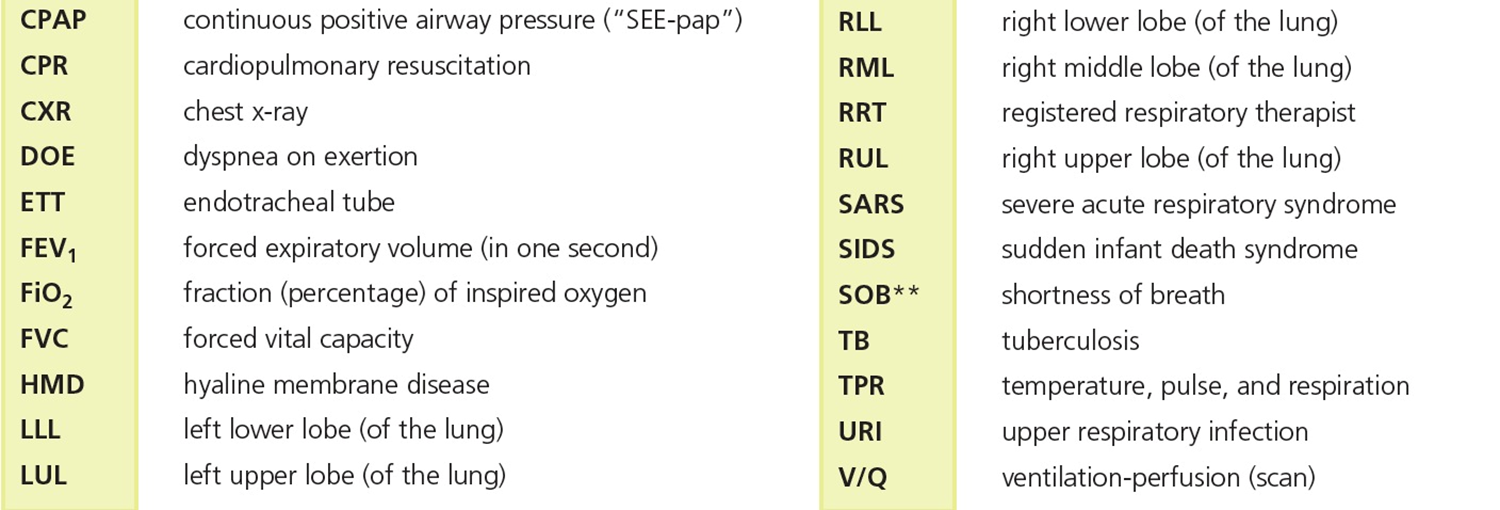 CPAP continuous positive airway pressure (“SEE-pap”)
CPR cardiopulmonary resuscitation
CXR chest x-ray
DOE dyspnea on exertion
ETT endotracheal tube
FEV₁ forced expiratory volume (in one second)
FiO₂ fraction (percentage) of inspired oxygen
FVC forced vital capacity
HMD hyaline membrane disease
LLL left lower lobe (of the lung)
LUL left upper lobe (of the lung)
RLL right lower lobe (of the lung)
RML right middle lobe (of the lung)
RRT registered respiratory therapist
RUL right upper lobe (of the lung)
SARS severe acute respiratory syndrome
SIDS sudden infant death syndrome
SOB** shortness of breath
TB tuberculosis
TPR temperature, pulse, and respiration
URI upper respiratory infection
V/Q ventilation-perfusion (scan)